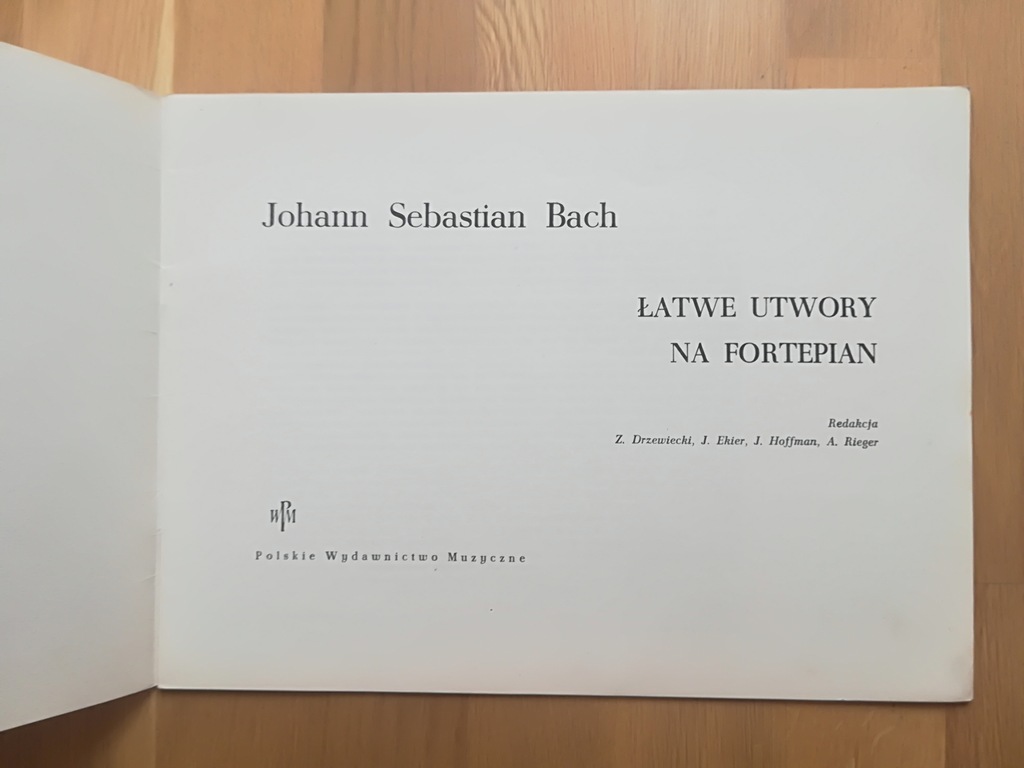 Johann Sebastian Bach
ŁATWE UTWORY
NA FORTEPIAN
Redakcja
Z. Drzewiecki, J. Ekier, J. Hoffman, A. Rieger
PWM
Polskie Wydawnictwo Muzyczne